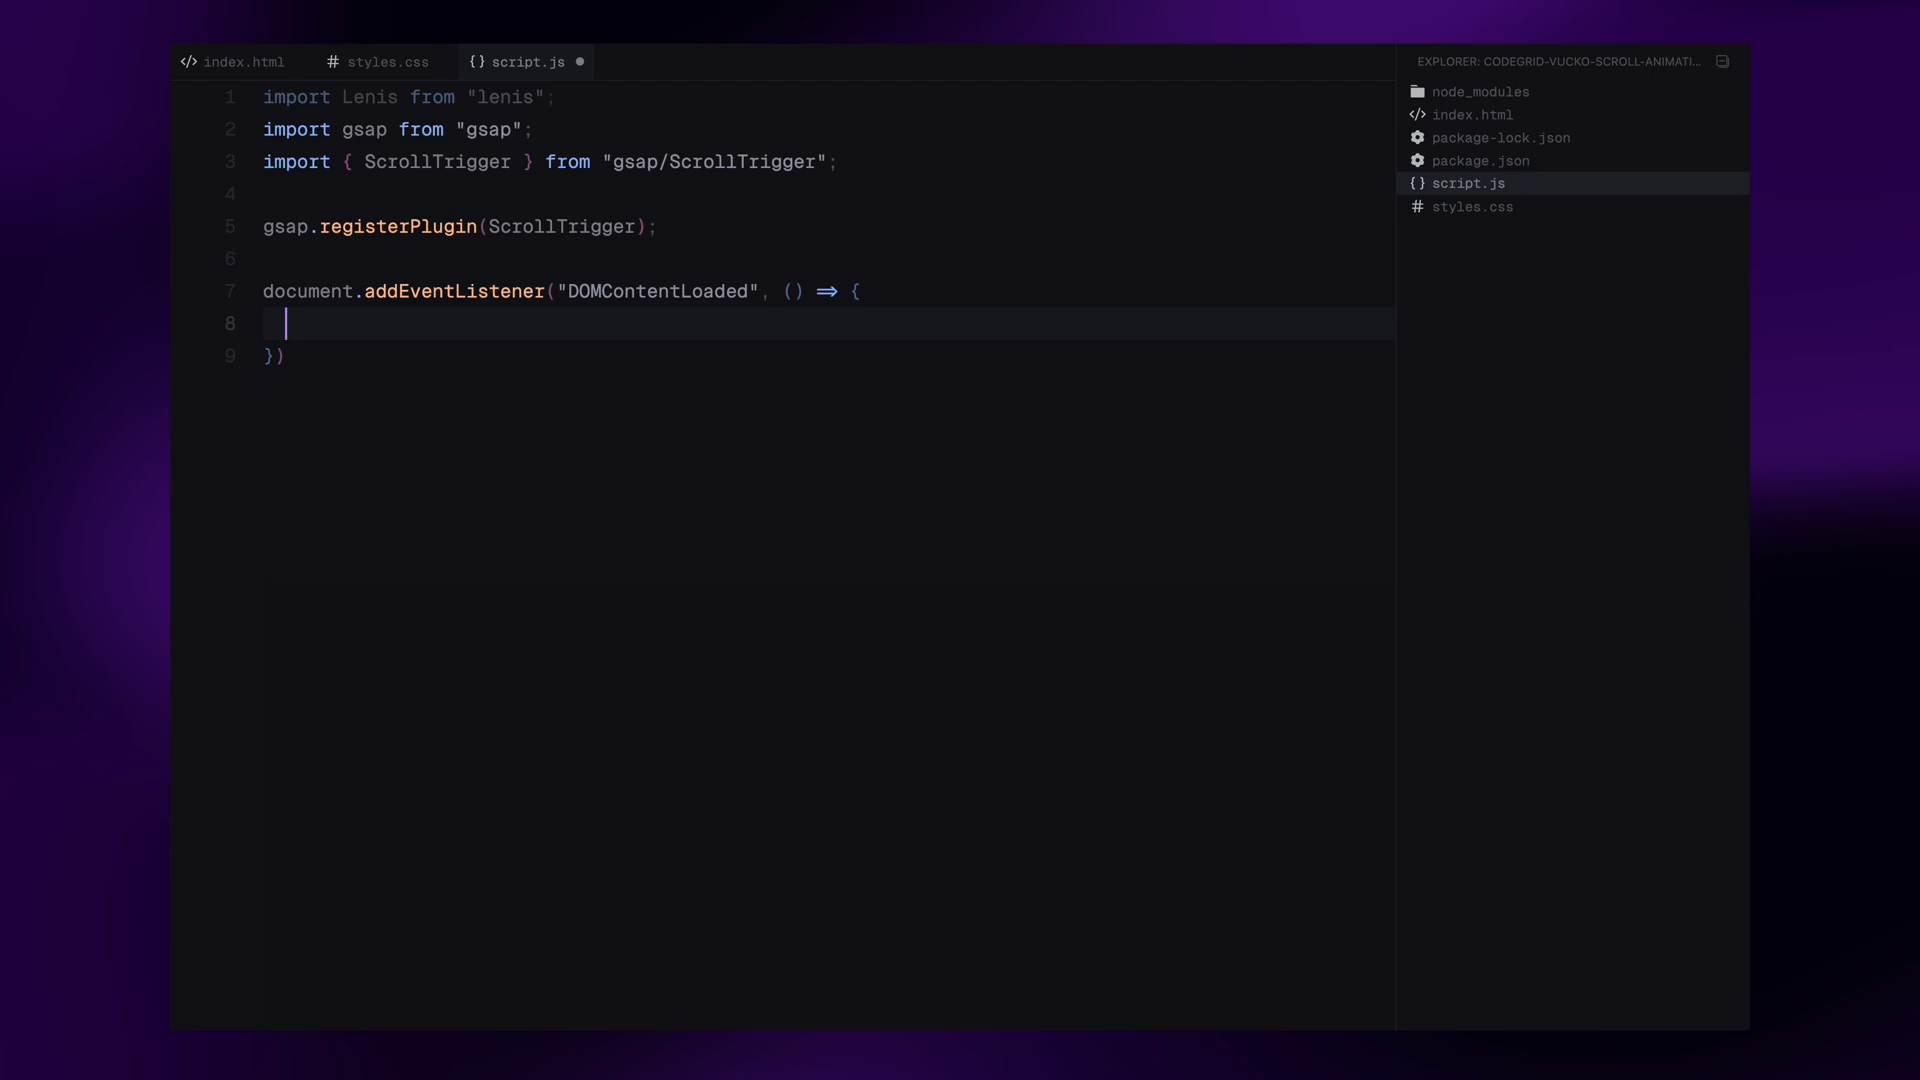 index.html
styles.css
script.js
EXPLORER: CODEGRID-VUCKO-SCROLL-ANIMATI...
1 import Lenis from "lenis";
2 import gsap from "gsap";
3 import { ScrollTrigger } from "gsap/ScrollTrigger";
4
5 gsap.registerPlugin(ScrollTrigger);
6
7 document.addEventListener("DOMContentLoaded", () => {
8
9 })
node_modules
index.html
package-lock.json
package.json
script.js
styles.css